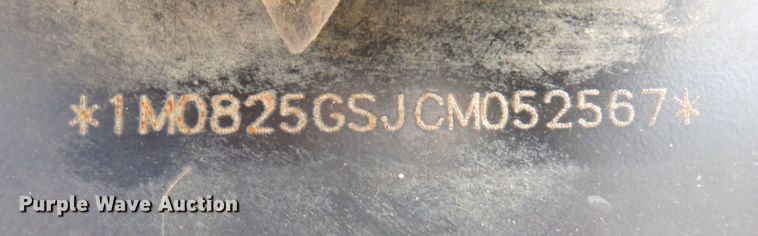 *1M0825GSJCM052567*
Purple Wave Auction